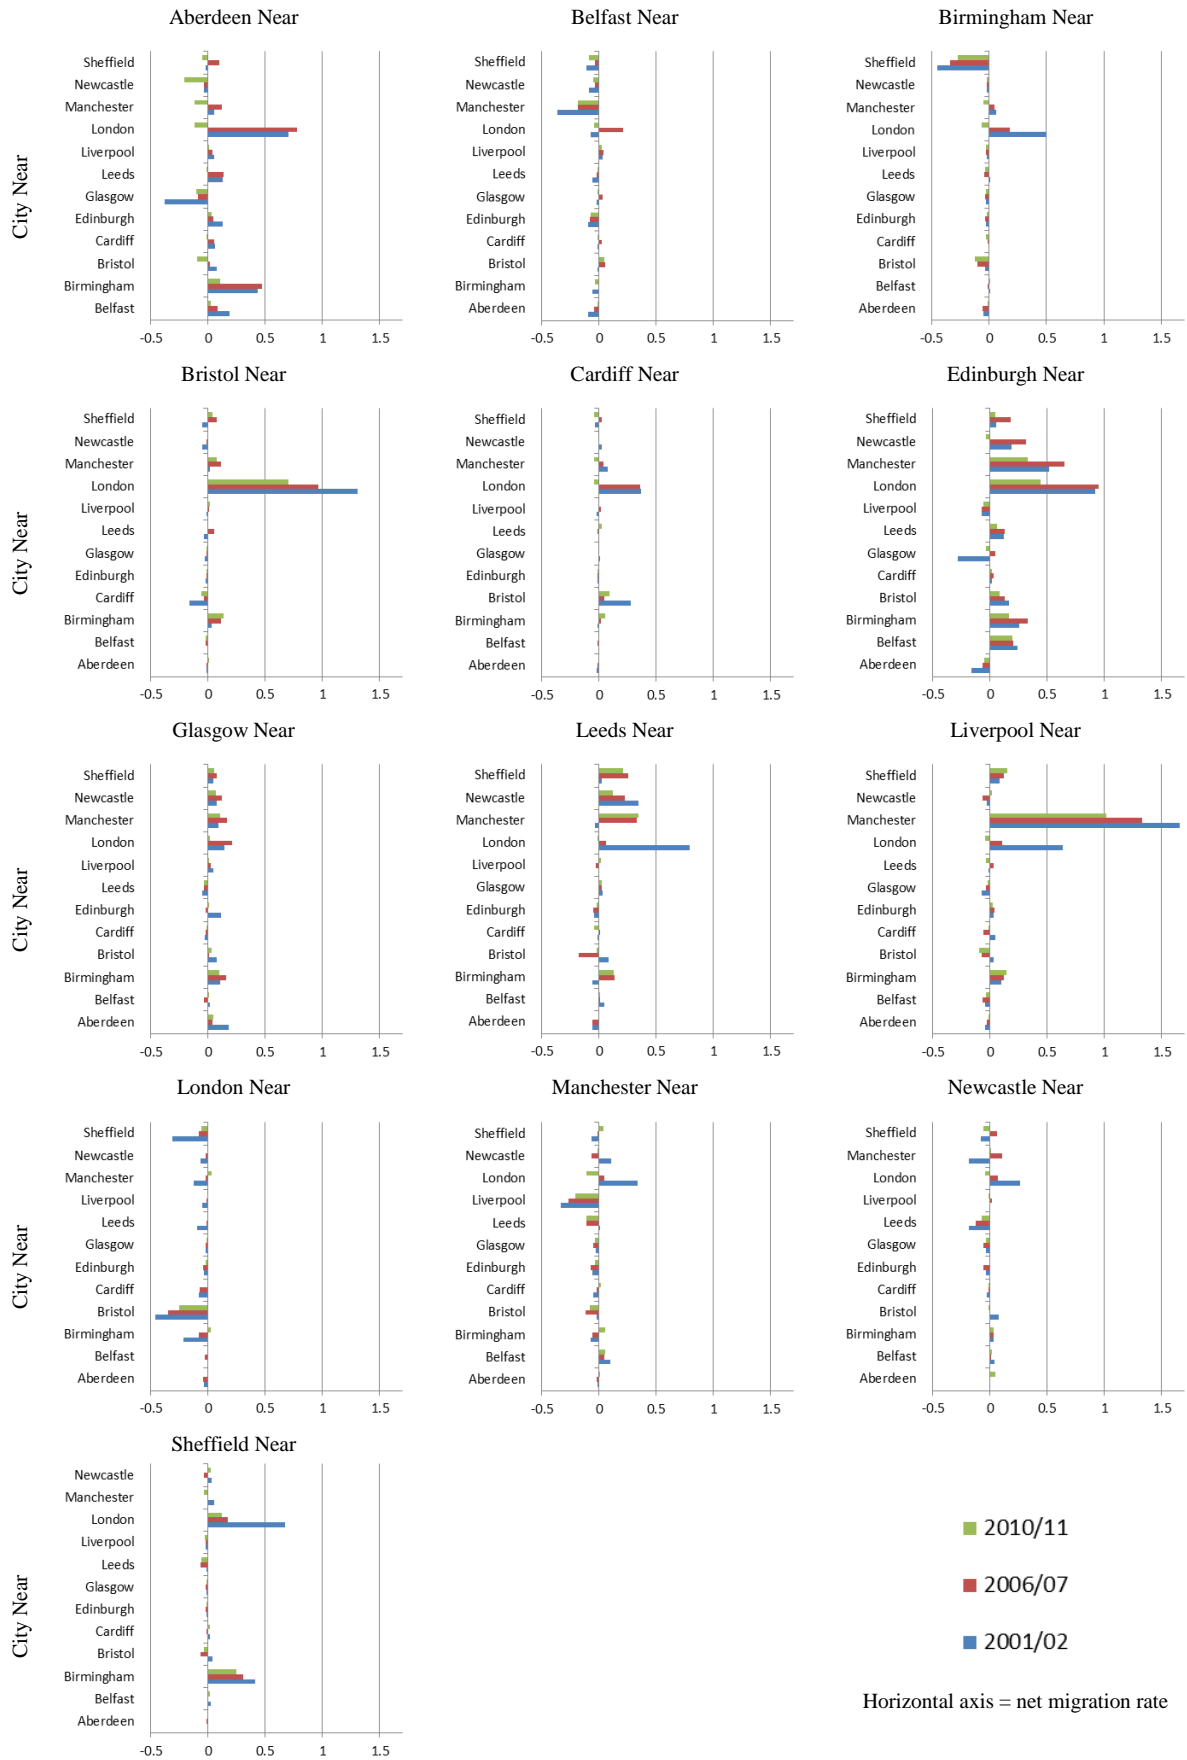 Aberdeen Near
Belfast Near
Birmingham Near
City Near
Sheffield
Newcastle
Manchester
London
Liverpool
Leeds
Glasgow
Edinburgh
Cardiff
Bristol
Birmingham
Belfast
-0.5 0 0.5 1 1.5
Sheffield
Newcastle
Manchester
London
Liverpool
Leeds
Glasgow
Edinburgh
Cardiff
Bristol
Birmingham
Aberdeen
-0.5 0 0.5 1 1.5
Sheffield
Newcastle
Manchester
London
Liverpool
Leeds
Glasgow
Edinburgh
Cardiff
Bristol
Belfast
Aberdeen
-0.5 0 0.5 1 1.5
Bristol Near
Cardiff Near
Edinburgh Near
City Near
Sheffield
Newcastle
Manchester
London
Liverpool
Leeds
Glasgow
Edinburgh
Cardiff
Birmingham
Belfast
Aberdeen
-0.5 0 0.5 1 1.5
Sheffield
Newcastle
Manchester
London
Liverpool
Leeds
Glasgow
Edinburgh
Bristol
Birmingham
Belfast
Aberdeen
-0.5 0 0.5 1 1.5
Sheffield
Newcastle
Manchester
London
Liverpool
Leeds
Glasgow
Cardiff
Bristol
Birmingham
Belfast
Aberdeen
-0.5 0 0.5 1 1.5
Glasgow Near
Leeds Near
Liverpool Near
City Near
Sheffield
Newcastle
Manchester
London
Liverpool
Leeds
Edinburgh
Cardiff
Bristol
Birmingham
Belfast
Aberdeen
-0.5 0 0.5 1 1.5
Sheffield
Newcastle
Manchester
London
Liverpool
Glasgow
Edinburgh
Cardiff
Bristol
Birmingham
Belfast
Aberdeen
-0.5 0 0.5 1 1.5
Sheffield
Newcastle
Manchester
London
Leeds
Glasgow
Edinburgh
Cardiff
Bristol
Birmingham
Belfast
Aberdeen
-0.5 0 0.5 1 1.5
London Near
Manchester Near
Newcastle Near
City Near
Sheffield
Newcastle
Manchester
Liverpool
Leeds
Glasgow
Edinburgh
Cardiff
Bristol
Birmingham
Belfast
Aberdeen
-0.5 0 0.5 1 1.5
Sheffield
Newcastle
London
Liverpool
Leeds
Glasgow
Edinburgh
Cardiff
Bristol
Birmingham
Belfast
Aberdeen
-0.5 0 0.5 1 1.5
Sheffield
Manchester
London
Liverpool
Leeds
Glasgow
Edinburgh
Cardiff
Bristol
Birmingham
Belfast
Aberdeen
-0.5 0 0.5 1 1.5
Sheffield Near
City Near
Newcastle
Manchester
London
Liverpool
Leeds
Glasgow
Edinburgh
Cardiff
Bristol
Birmingham
Belfast
Aberdeen
-0.5 0 0.5 1 1.5
2010/11
2006/07
2001/02
Horizontal axis = net migration rate